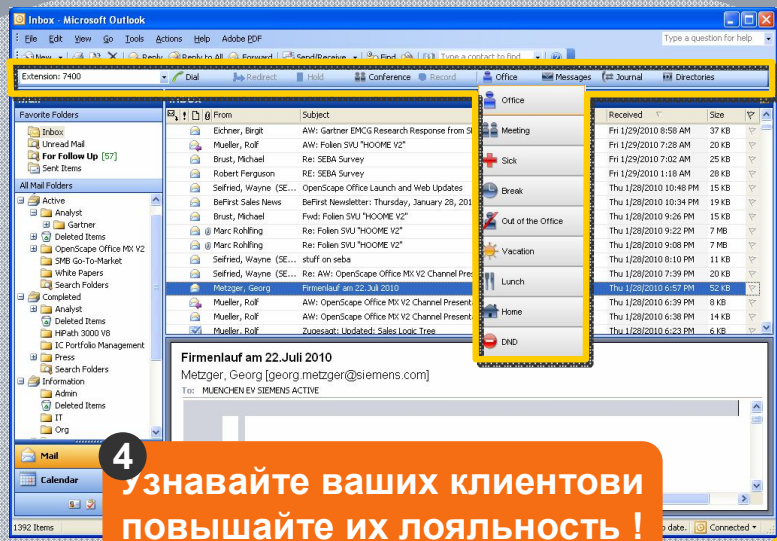 Inbox - Microsoft Outlook
File Edit View Go Tools Actions Help Adobe PDF Type a question for help
New Reply Reply to All Forward Send/Receive Find Type a contact to find
Extension: 7400 Dial Redirect Hold Conference Record Office Messages Journal Directories
Favorite Folders
Inbox
Unread Mail
For Follow Up [57]
Sent Items
All Mail Folders
Active
Analyst
Gartner
Deleted Items
OpenScape Office MX V2
SMB Go-To-Market
White Papers
Search Folders
Completed
Analyst
Deleted Items
HiPath 3000 V8
IC Portfolio Management
Press
Search Folders
Information
Admin
Deleted Items
IT
Org
Mail
Calendar
1392 Items
From Subject Received Size
Eichner, Birgit AW: Gartner EMCG Research Response from Fri 1/29/2010 8:58 AM 37 KB
Mueller, Rolf AW: Folien SVU "HOOME V2" Fri 1/29/2010 7:28 AM 20 KB
Brust, Michael Re: SEBA Survey Fri 1/29/2010 7:02 AM 25 KB
Robert Ferguson RE: SEBA Survey Fri 1/29/2010 1:18 AM 28 KB
Seifried, Wayne (SE... OpenScape Office Launch and Web Updates Thu 1/28/2010 10:48 PM 15 KB
BeFirst Sales News BeFirst Newsletter: Thursday, January 28, 201 Thu 1/28/2010 10:34 PM 19 KB
Brust, Michael Fwd: Folien SVU "HOOME V2" Thu 1/28/2010 9:26 PM 15 KB
Marc Rohlfing Re: Folien SVU "HOOME V2" Thu 1/28/2010 9:22 PM 7 MB
Marc Rohlfing Re: Folien SVU "HOOME V2" Thu 1/28/2010 9:08 PM 7 MB
Seifried, Wayne (SE... stuff on seba Thu 1/28/2010 8:10 PM 11 KB
Seifried, Wayne (SE... Re: AW: OpenScape Office MX V2 Channel Pres Thu 1/28/2010 7:39 PM 20 KB
Metzger, Georg Firmenlauf am 22.Juli 2010 Thu 1/28/2010 6:57 PM 52 KB
Mueller, Rolf AW: OpenScape Office MX V2 Channel Present Thu 1/28/2010 6:39 PM 8 KB
Mueller, Rolf AW: OpenScape Office MX V2 Channel Present Thu 1/28/2010 6:38 PM 14 KB
Mueller, Rolf Zugesagt: Updated: Sales Logic Tree Thu 1/28/2010 6:23 PM 6 KB
Office
Meeting
Sick
Break
Out of the Office
Vacation
Lunch
Home
DND
Firmenlauf am 22.Juli 2010
Metzger, Georg [georg.metzger@siemens.com]
To: MUENCHEN EV SIEMENS ACTIVE
4
Узнавайте ваших клиентови
повышайте их лояльность !
o date. Connected